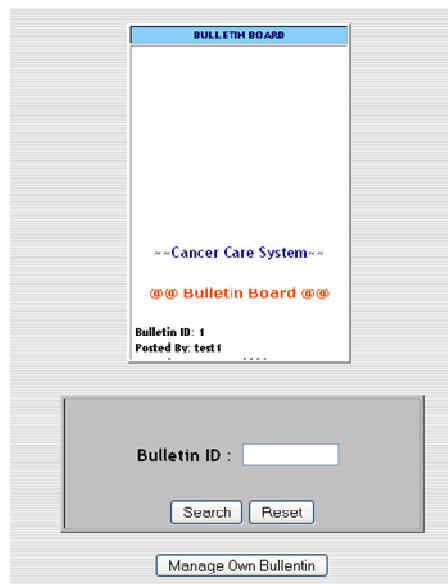 BULLETIN BOARD
~~Cancer Care System~~
@@ Bulletin Board @@
Bulletin ID: 1
Posted By: test1
Bulletin ID :
Search Reset
Manage Own Bullentin